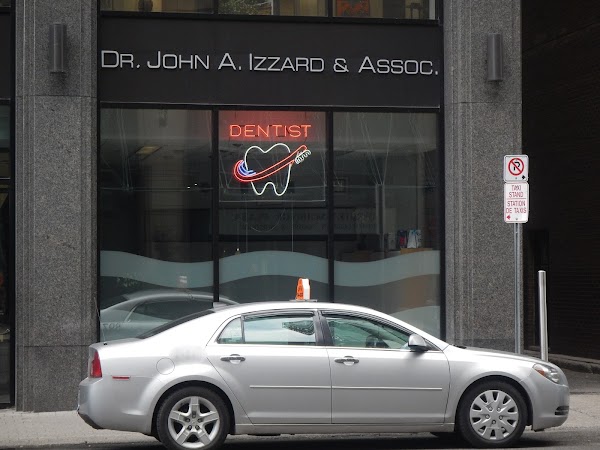 DR. JOHN A. IZZARD & ASSOC.
DENTIST
TAXI
STAND
STATION
DE TAXIS